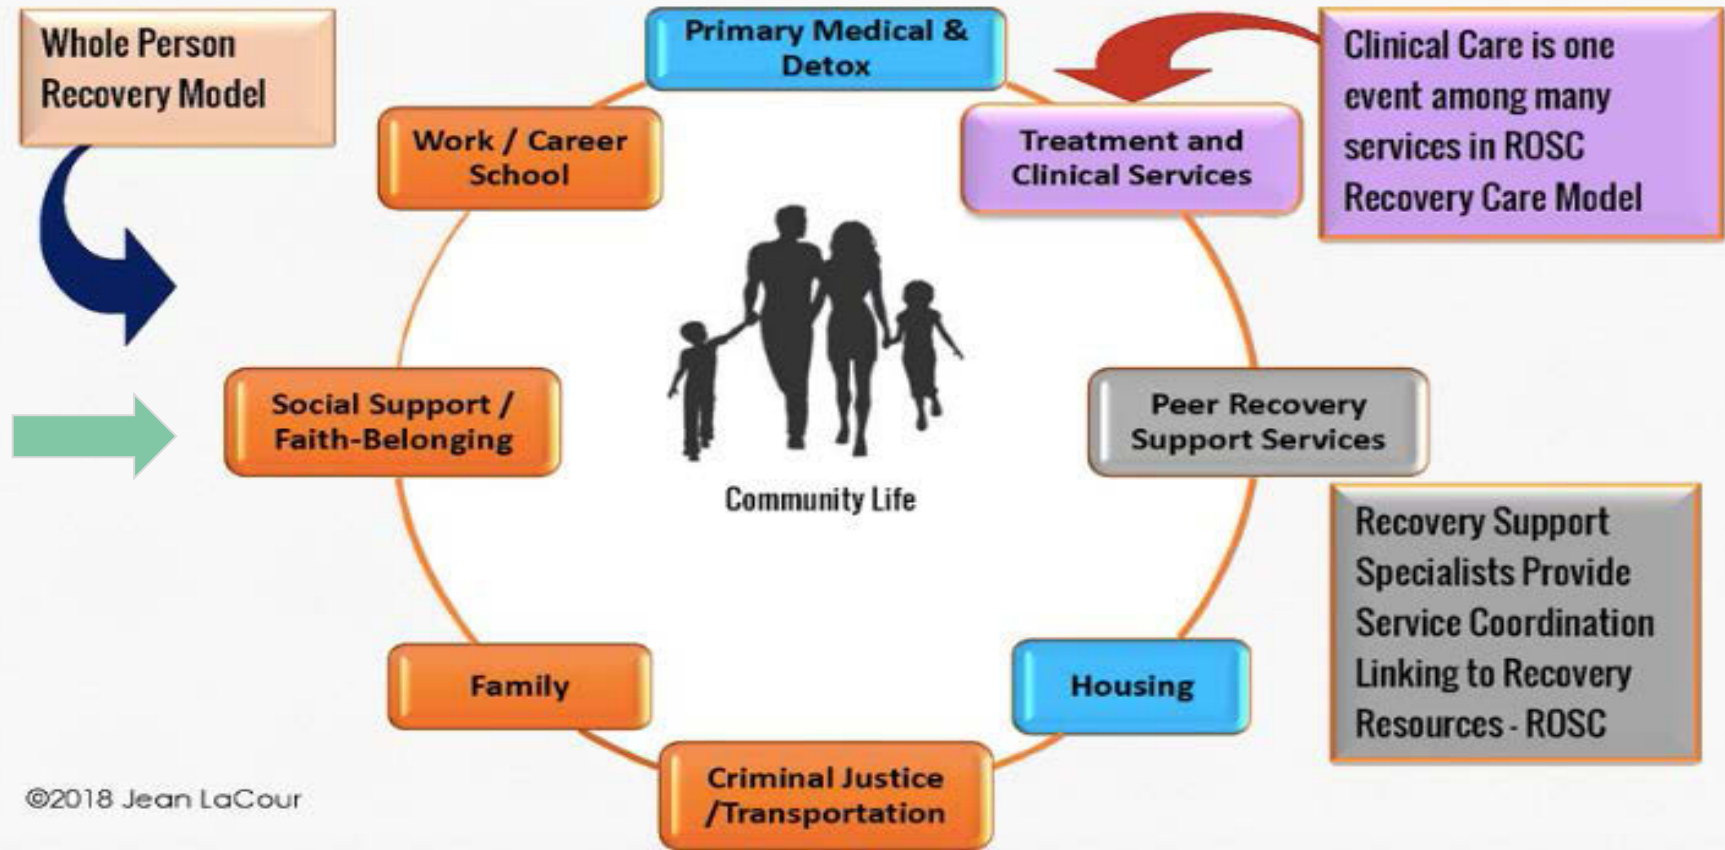 Whole Person
Recovery Model
Primary Medical &
Detox
Clinical Care is one
event among many
services in ROSC
Recovery Care Model
Work / Career
School
Treatment and
Clinical Services
Social Support /
Faith-Belonging
Peer Recovery
Support Services
Community Life
Recovery Support
Specialists Provide
Service Coordination
Linking to Recovery
Resources - ROSC
Family
Housing
Criminal Justice
/Transportation
©2018 Jean LaCour